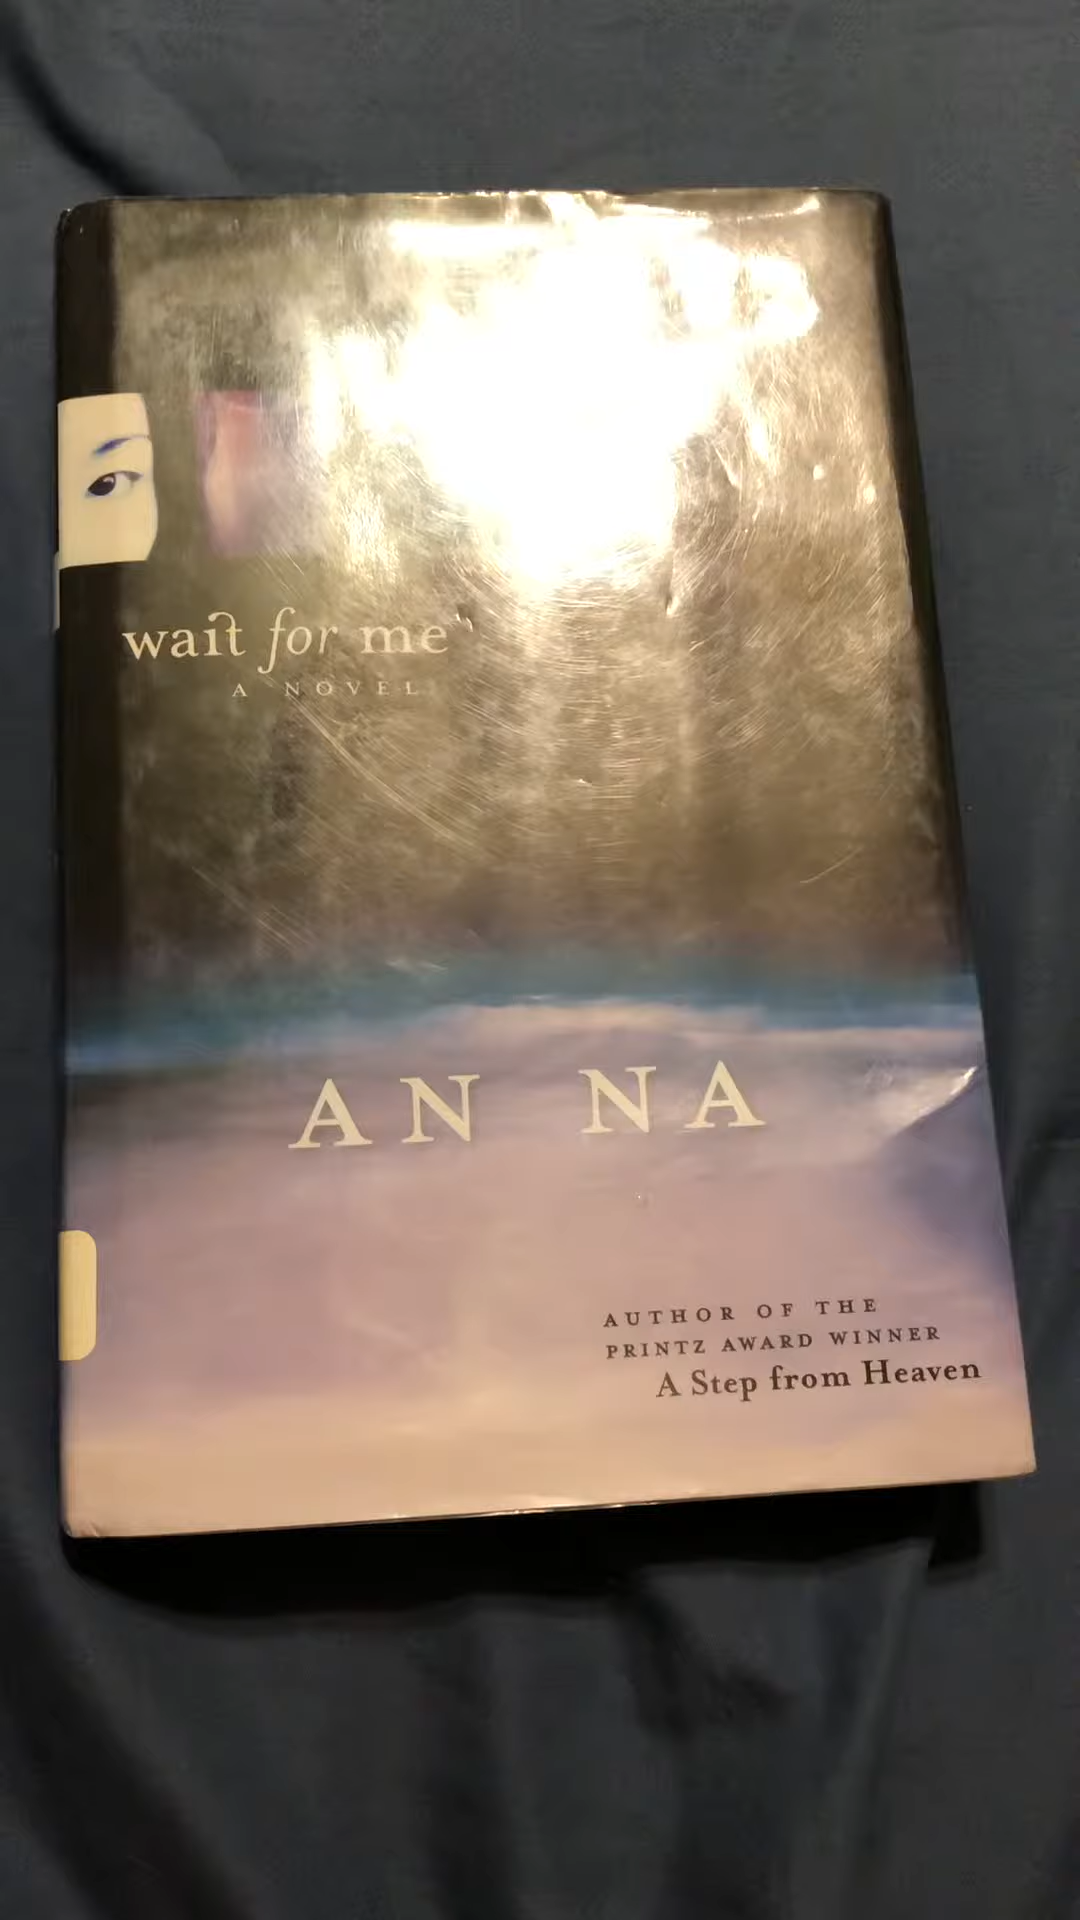 wait for me
A NOVEL
AN NA
AUTHOR OF THE
PRINTZ AWARD WINNER
A Step from Heaven